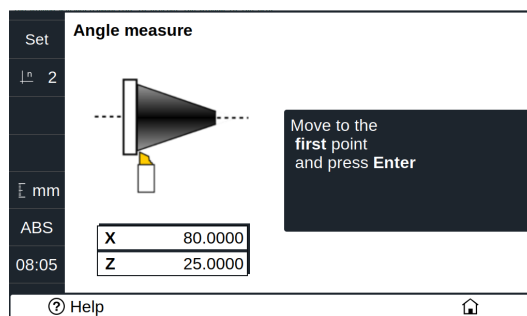 Angle measure
Set
n 2
mm
ABS
08:05
Move to the
first point
and press Enter
X 80.0000
Z 25.0000
? Help